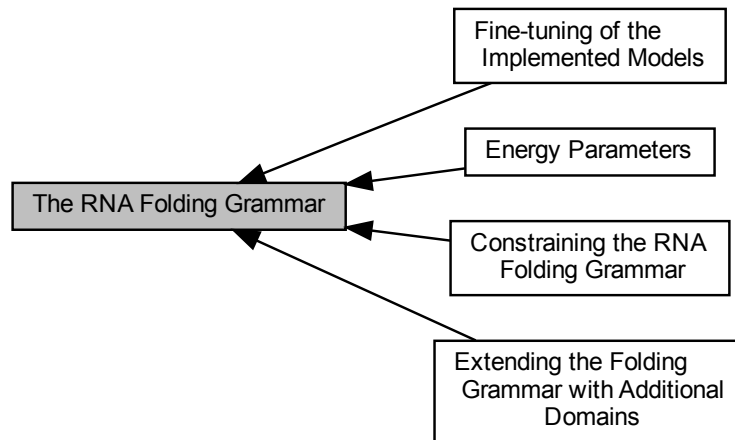 Fine-tuning of the
Implemented Models
Energy Parameters
The RNA Folding Grammar
Constraining the RNA
Folding Grammar
Extending the Folding
Grammar with Additional
Domains